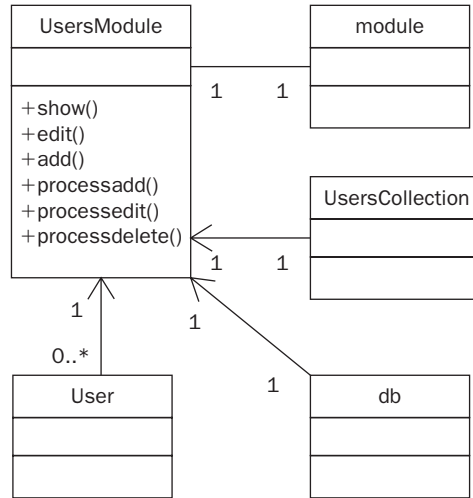 UsersModule
module
+show()
+edit()
+add()
+processadd()
+processedit()
+processdelete()
1
1
UsersCollection
1
1
1
1
0..*
1
User
db